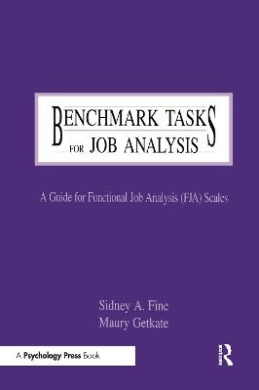 BENCHMARK TASKS
FOR JOB ANALYSIS
A Guide for Functional Job Analysis (FJA) Scales
Sidney A. Fine
Maury Getkate
A Psychology Press Book
R